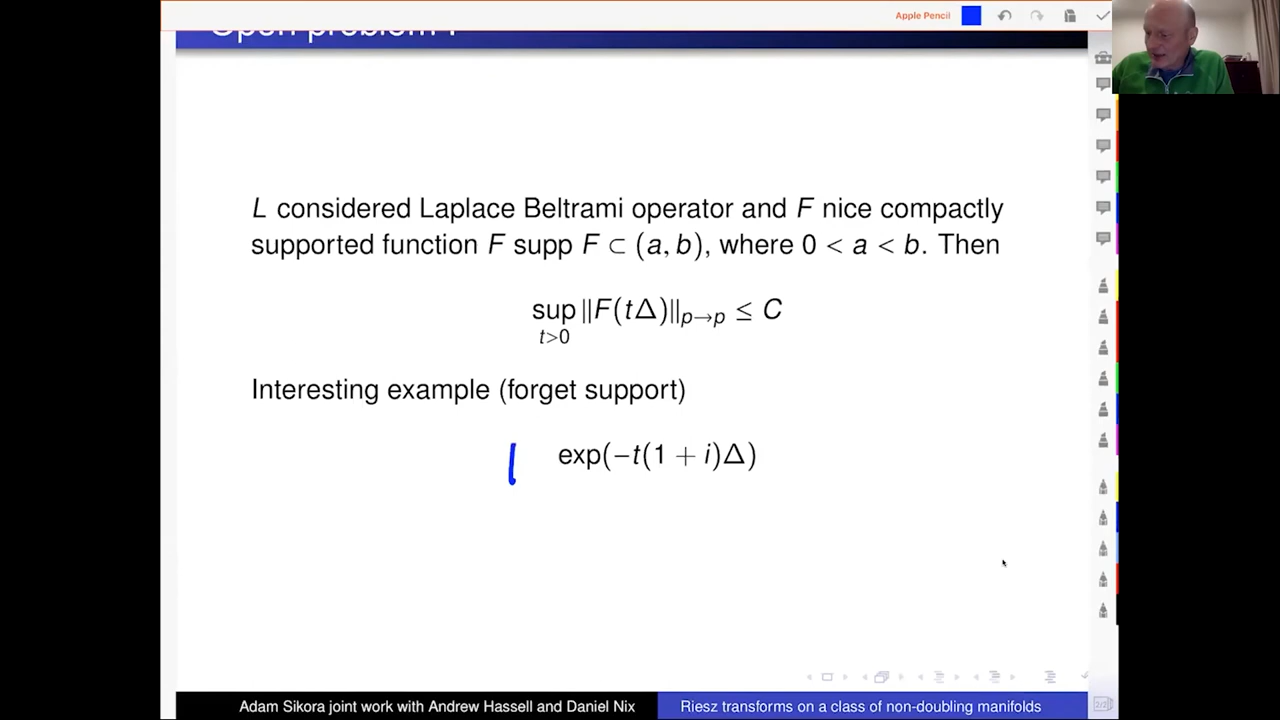 Apple Pencil
Open problem I
L considered Laplace Beltrami operator and F nice compactly
supported function F supp F ⊂ (a, b), where 0 < a < b. Then
sup ‖F(tΔ)‖p→p ≤ C
t>0
Interesting example (forget support)
exp(−t(1 + i)Δ)
Adam Sikora joint work with Andrew Hassell and Daniel Nix
Riesz transforms on a class of non-doubling manifolds